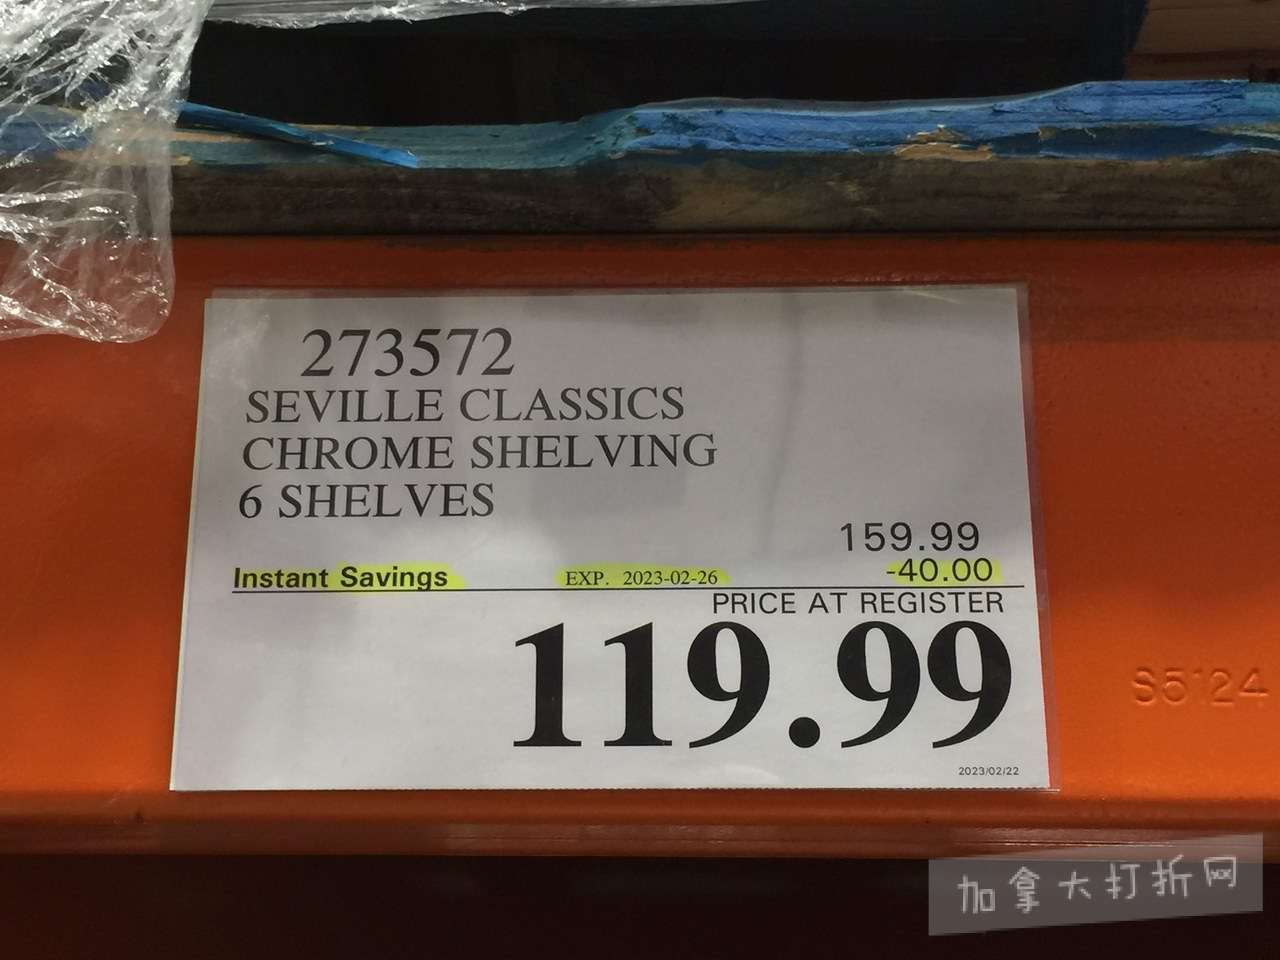 273572
SEVILLE CLASSICS
CHROME SHELVING
6 SHELVES
159.99
Instant Savings EXP. 2023-02-26 -40.00
PRICE AT REGISTER
119.99
2023/02/22
S5124
加拿大打折网